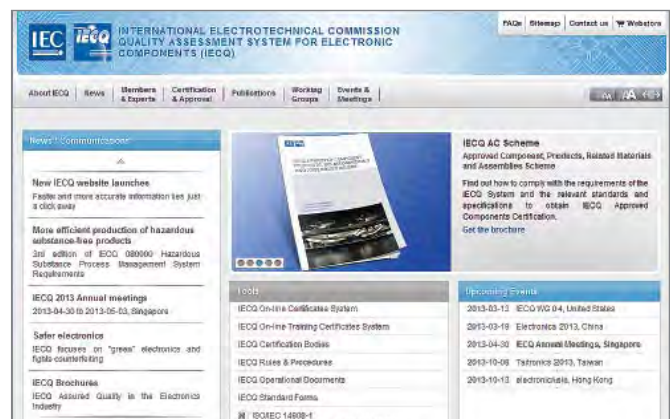 IEC
IECQ
INTERNATIONAL ELECTROTECHNICAL COMMISSION
QUALITY ASSESSMENT SYSTEM FOR ELECTRONIC
COMPONENTS (IECQ)
FAQs Sitemap Contact us Webstore
About IECQ
News
Members
& Experts
Certification
& Approval
Publications
Working
Groups
Events &
Meetings
News / Communications
New IECQ website launches
Faster and more accurate information lies just
a click away
More efficient production of hazardous
substance-free products
3rd edition of IECQ 080000 Hazardous
Substance Process Management System
Requirements
IECQ 2013 Annual meetings
2013-04-30 to 2013-05-03, Singapore
Safer electronics
IECQ focuses on "green" electronics and
fights counterfeiting
IECQ Brochures
IECQ Assured Quality in the Electronics
Industry
IECQ AC Scheme
Approved Component, Products, Related Materials
and Assemblies Scheme
Find out how to comply with the requirements of the
IECQ System and the relevant standards and
specifications to obtain IECQ Approved
Components Certification.
Get the brochure
Tools
IECQ On-line Certificates System
IECQ On-line Training Certificates System
IECQ Certification Bodies
IECQ Rules & Procedures
IECQ Operational Documents
IECQ Standard Forms
ISO/IEC 14908-1
Upcoming Events
2013-03-13 IECQ WG 04, United States
2013-03-19 Electronica 2013, China
2013-04-30 IECQ Annual Meetings, Singapore
2013-10-08 Taitronics 2013, Taiwan
2013-10-13 electronicAsia, Hong Kong